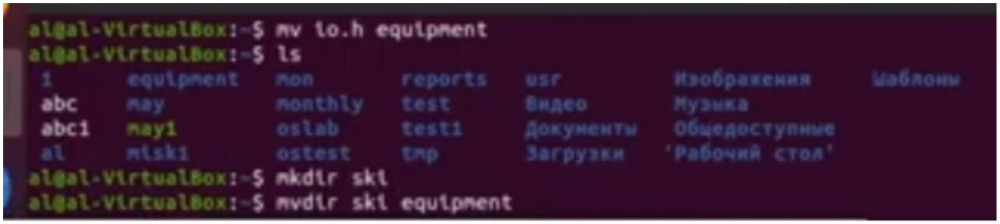 al@al-VirtualBox:~$ mv io.h equipment
al@al-VirtualBox:~$ ls
1 equipment mon reports usr Изображения Шаблоны
abc may monthly test Видео Музыка
abc1 may1 oslab test1 Документы Общедоступные
al misk1 ostest tmp Загрузки 'Рабочий стол'
al@al-VirtualBox:~$ mkdir ski
al@al-VirtualBox:~$ mvdir ski equipment